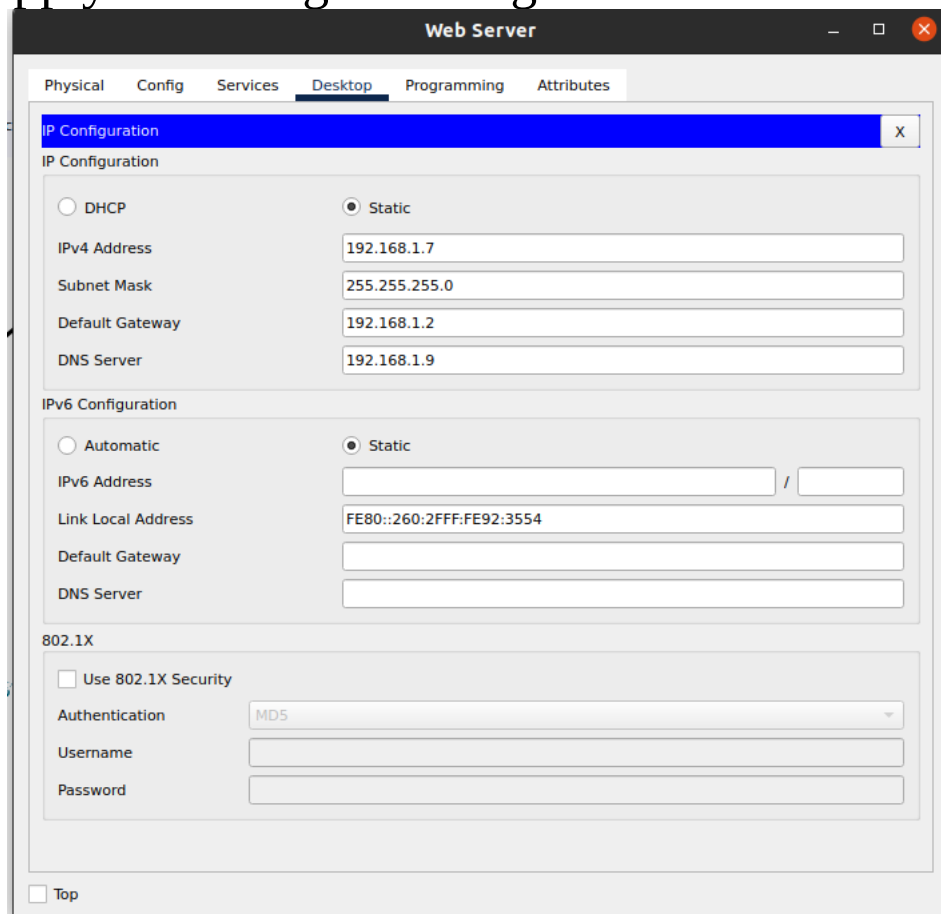 Web Server
Physical Config Services Desktop Programming Attributes
IP Configuration X
IP Configuration
DHCP Static
IPv4 Address 192.168.1.7
Subnet Mask 255.255.255.0
Default Gateway 192.168.1.2
DNS Server 192.168.1.9
IPv6 Configuration
Automatic Static
IPv6 Address /
Link Local Address FE80::260:2FFF:FE92:3554
Default Gateway
DNS Server
802.1X
Use 802.1X Security
Authentication MD5
Username
Password
Top